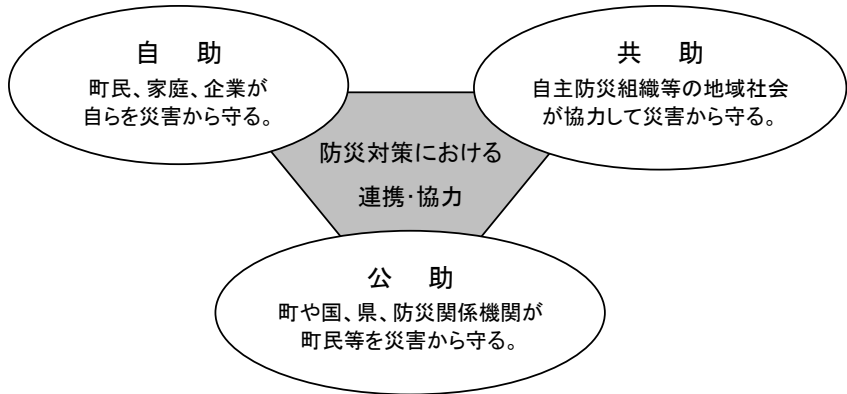 自　助
町民、家庭、企業が
自らを災害から守る。
共　助
自主防災組織等の地域社会
が協力して災害から守る。
防災対策における
連携・協力
公　助
町や国、県、防災関係機関が
町民等を災害から守る。